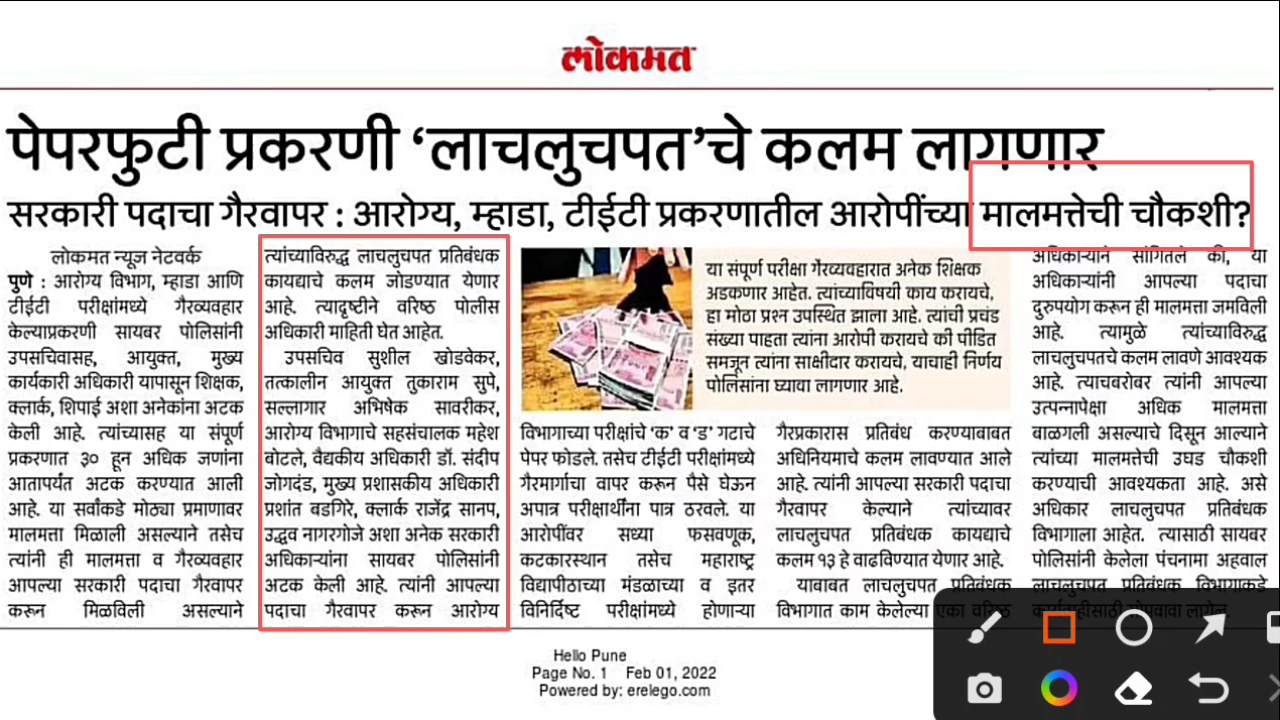 लोकमत
पेपरफुटी प्रकरणी ‘लाचलुचपत’चे कलम लागणार
सरकारी पदाचा गैरवापर : आरोग्य, म्हाडा, टीईटी प्रकरणातील आरोपींच्या मालमत्तेची चौकशी?
लोकमत न्यूज नेटवर्क
पुणे : आरोग्य विभाग, म्हाडा आणि
टीईटी परीक्षांमध्ये गैरव्यवहार
केल्याप्रकरणी सायबर पोलिसांनी
उपसचिवासह, आयुक्त, मुख्य
कार्यकारी अधिकारी यापासून शिक्षक,
क्लार्क, शिपाई अशा अनेकांना अटक
केली आहे. त्यांच्यासह या संपूर्ण
प्रकरणात ३० हून अधिक जणांना
आतापर्यंत अटक करण्यात आली
आहे. या सर्वांकडे मोठ्या प्रमाणावर
मालमत्ता मिळाली असल्याने तसेच
त्यांनी ही मालमत्ता व गैरव्यवहार
आपल्या सरकारी पदाचा गैरवापर
करून मिळविली असल्याने
त्यांच्याविरुद्ध लाचलुचपत प्रतिबंधक
कायद्याचे कलम जोडण्यात येणार
आहे. त्यादृष्टीने वरिष्ठ पोलीस
अधिकारी माहिती घेत आहेत.
उपसचिव सुशील खोडवेकर,
तत्कालीन आयुक्त तुकाराम सुपे,
सल्लागार अभिषेक सावरीकर,
आरोग्य विभागाचे सहसंचालक महेश
बोटले, वैद्यकीय अधिकारी डॉ. संदीप
जोगदंड, मुख्य प्रशासकीय अधिकारी
प्रशांत बडगिरे, क्लार्क राजेंद्र सानप,
उद्धव नागरगोजे अशा अनेक सरकारी
अधिकाऱ्यांना सायबर पोलिसांनी
अटक केली आहे. त्यांनी आपल्या
पदाचा गैरवापर करून आरोग्य
या संपूर्ण परीक्षा गैरव्यवहारात अनेक शिक्षक
अडकणार आहेत. त्यांच्याविषयी काय करायचे,
हा मोठा प्रश्न उपस्थित झाला आहे. त्यांची प्रचंड
संख्या पाहता त्यांना आरोपी करायचे की पीडित
समजून त्यांना साक्षीदार करायचे, याचाही निर्णय
पोलिसांना घ्यावा लागणार आहे.
विभागाच्या परीक्षांचे ‘क’ व ‘ड’ गटाचे
पेपर फोडले. तसेच टीईटी परीक्षांमध्ये
गैरमार्गाचा वापर करून पैसे घेऊन
अपात्र परीक्षार्थींना पात्र ठरवले. या
आरोपींवर सध्या फसवणूक,
कटकारस्थान तसेच महाराष्ट्र
विद्यापीठाच्या मंडळाच्या व इतर
विनिर्दिष्ट परीक्षांमध्ये होणाऱ्या
गैरप्रकारास प्रतिबंध करण्याबाबत
अधिनियमाचे कलम लावण्यात आले
आहे. त्यांनी आपल्या सरकारी पदाचा
गैरवापर केल्याने त्यांच्यावर
लाचलुचपत प्रतिबंधक कायद्याचे
कलम १३ हे वाढविण्यात येणार आहे.
याबाबत लाचलुचपत प्रतिबंधक
विभागात काम केलेल्या एका वरिष्ठ
अधिकाऱ्याने सांगितले की, या
अधिकाऱ्यांनी आपल्या पदाचा
दुरुपयोग करून ही मालमत्ता जमविली
आहे. त्यामुळे त्यांच्याविरुद्ध
लाचलुचपतचे कलम लावणे आवश्यक
आहे. त्याचबरोबर त्यांनी आपल्या
उत्पन्नापेक्षा अधिक मालमत्ता
बाळगली असल्याचे दिसून आल्याने
त्यांच्या मालमत्तेची उघड चौकशी
करण्याची आवश्यकता आहे. असे
अधिकार लाचलुचपत प्रतिबंधक
विभागाला आहेत. त्यासाठी सायबर
पोलिसांनी केलेला पंचनामा अहवाल
लाचलुचपत प्रतिबंधक विभागाकडे
कार्यवाहीसाठी सोपवावा लागेल.
Hello Pune
Page No. 1 Feb 01, 2022
Powered by: erelego.com